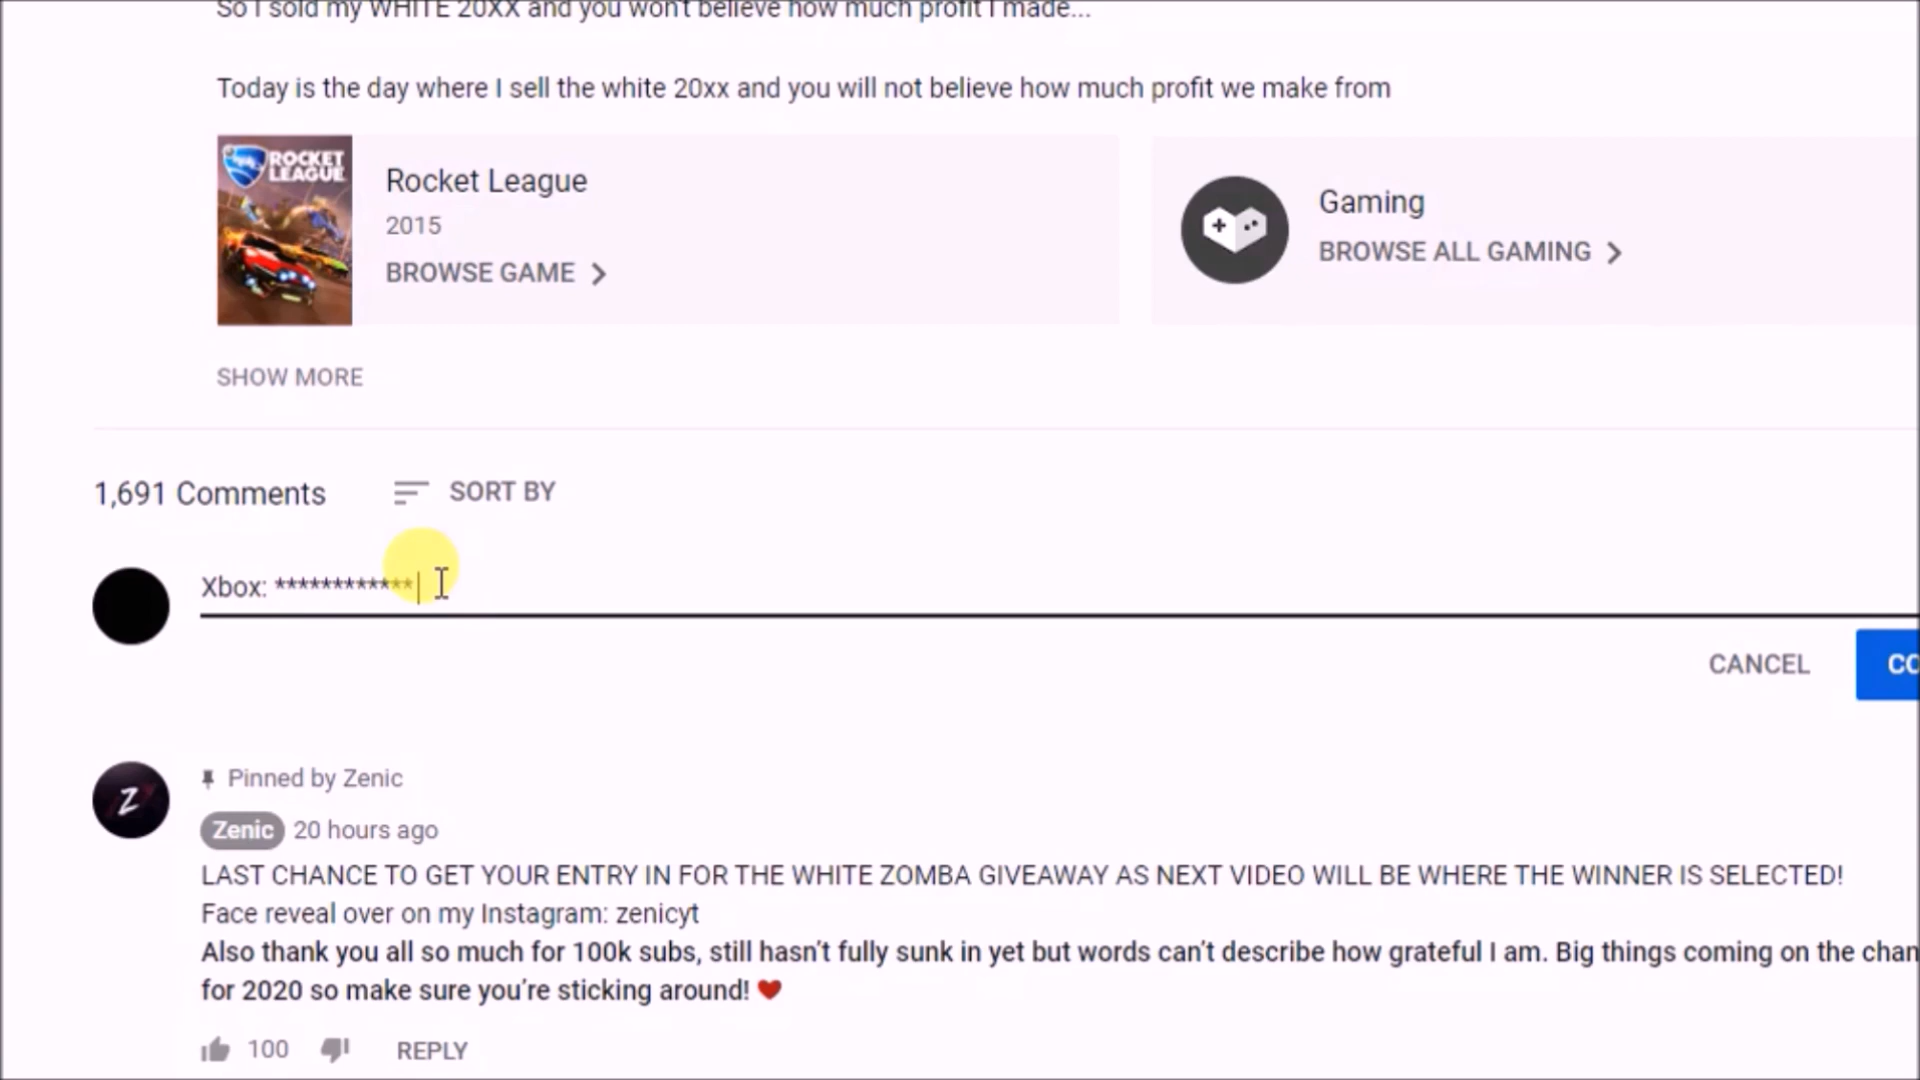 So I sold my WHITE 20XX and you won't believe how much profit I made...
Today is the day where I sell the white 20xx and you will not believe how much profit we make from
ROCKET
LEAGUE
Rocket League
2015
BROWSE GAME
Gaming
BROWSE ALL GAMING
SHOW MORE
1,691 Comments
SORT BY
Xbox: ************
CANCEL
CO
Z
Pinned by Zenic
Zenic 20 hours ago
LAST CHANCE TO GET YOUR ENTRY IN FOR THE WHITE ZOMBA GIVEAWAY AS NEXT VIDEO WILL BE WHERE THE WINNER IS SELECTED!
Face reveal over on my Instagram: zenicyt
Also thank you all so much for 100k subs, still hasn't fully sunk in yet but words can't describe how grateful I am. Big things coming on the chan
for 2020 so make sure you're sticking around! ❤
100
REPLY